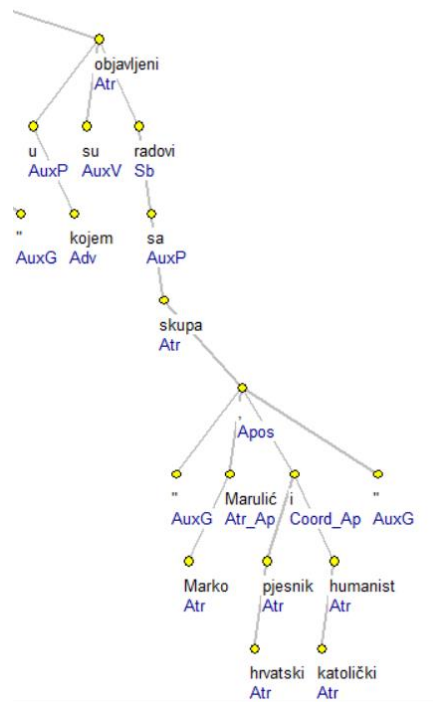 objavljeni
Atr
u su radovi
AuxP AuxV Sb
" kojem sa
AuxG Adv AuxP
skupa
Atr
,
Apos
" Marulić i "
AuxG Atr_Ap Coord_Ap AuxG
Marko pjesnik humanist
Atr Atr Atr
hrvatski katolički
Atr Atr